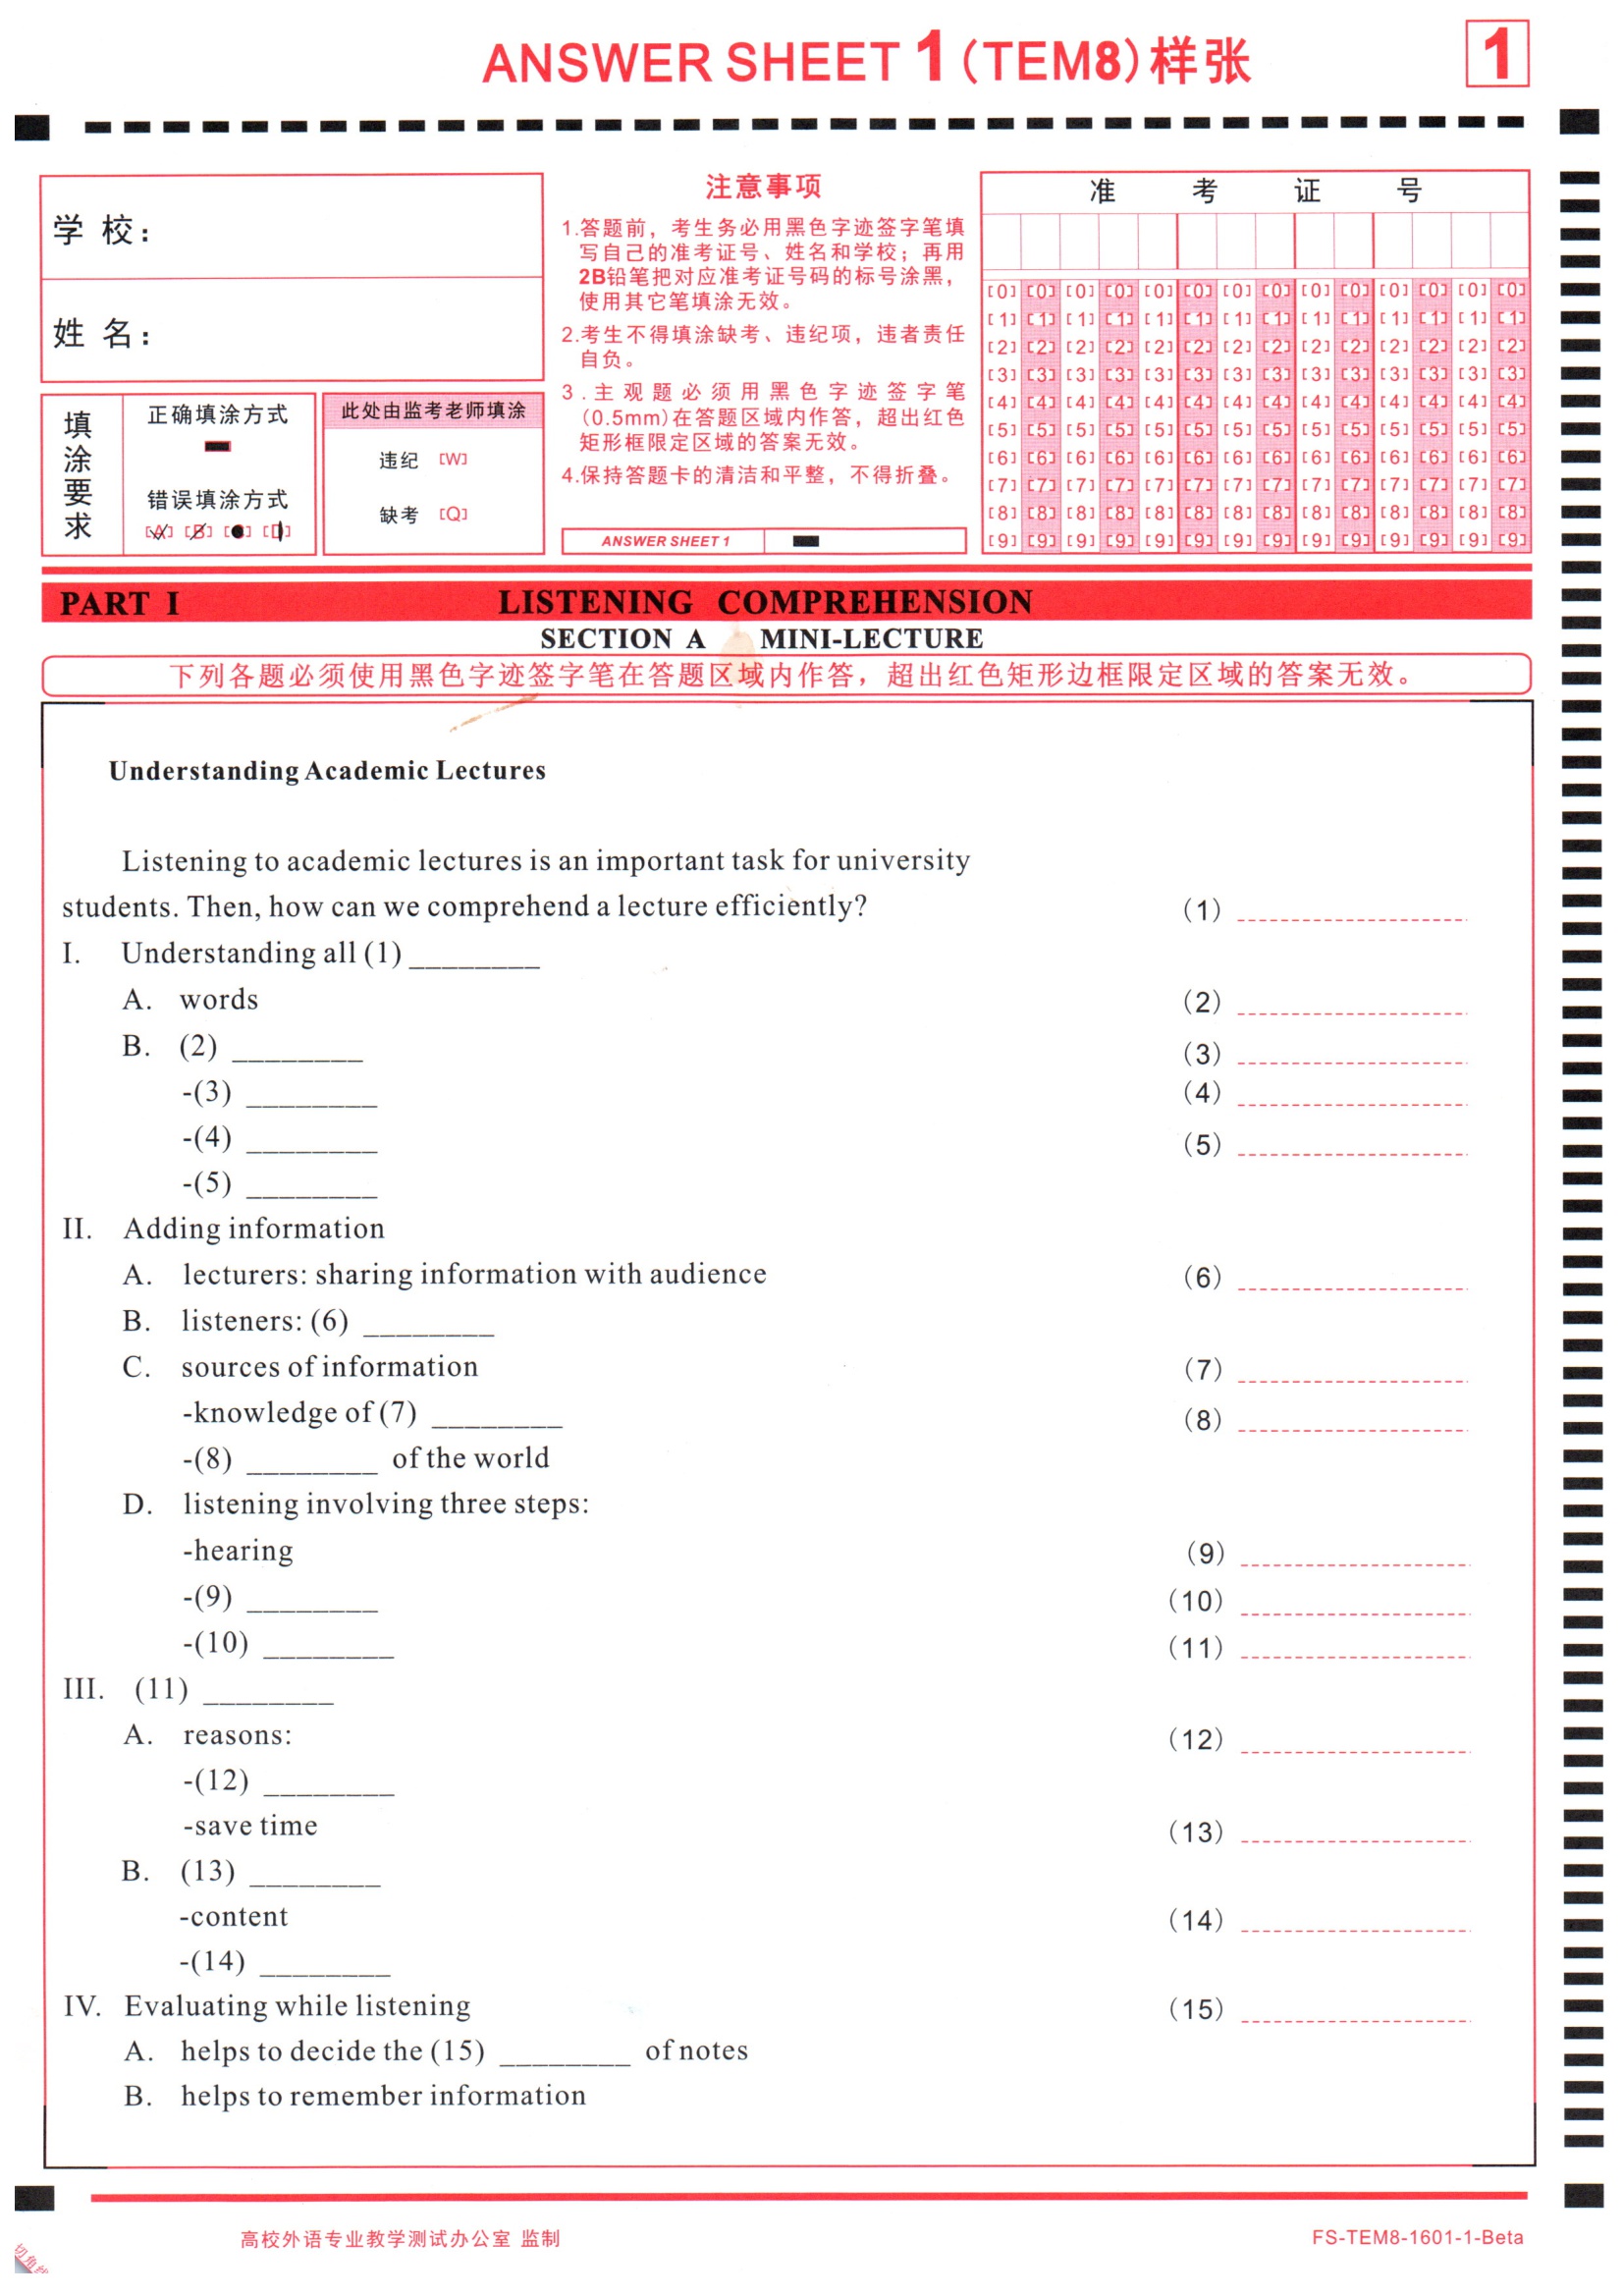 ANSWER SHEET 1 (TEM8) 样张
1
学 校：
姓 名：
填涂要求
正确填涂方式
错误填涂方式
[A] [B] [ ] [D]
此处由监考老师填涂
违纪 [W]
缺考 [Q]
注意事项
1.答题前，考生务必用黑色字迹签字笔填
写自己的准考证号、姓名和学校；再用
2B铅笔把对应准考证号码的标号涂黑，
使用其它笔填涂无效。
2.考生不得填涂缺考、违纪项，违者责任
自负。
3.主观题必须用黑色字迹签字笔
(0.5mm)在答题区域内作答，超出红色
矩形框限定区域的答案无效。
4.保持答题卡的清洁和平整，不得折叠。
ANSWER SHEET 1
准 考 证 号
[0] [0] [0] [0] [0] [0] [0] [0] [0] [0] [0] [0] [0] [0]
[1] [1] [1] [1] [1] [1] [1] [1] [1] [1] [1] [1] [1] [1]
[2] [2] [2] [2] [2] [2] [2] [2] [2] [2] [2] [2] [2] [2]
[3] [3] [3] [3] [3] [3] [3] [3] [3] [3] [3] [3] [3] [3]
[4] [4] [4] [4] [4] [4] [4] [4] [4] [4] [4] [4] [4] [4]
[5] [5] [5] [5] [5] [5] [5] [5] [5] [5] [5] [5] [5] [5]
[6] [6] [6] [6] [6] [6] [6] [6] [6] [6] [6] [6] [6] [6]
[7] [7] [7] [7] [7] [7] [7] [7] [7] [7] [7] [7] [7] [7]
[8] [8] [8] [8] [8] [8] [8] [8] [8] [8] [8] [8] [8] [8]
[9] [9] [9] [9] [9] [9] [9] [9] [9] [9] [9] [9] [9] [9]
PART I LISTENING COMPREHENSION
SECTION A MINI-LECTURE
下列各题必须使用黑色字迹签字笔在答题区域内作答，超出红色矩形边框限定区域的答案无效。
Understanding Academic Lectures
Listening to academic lectures is an important task for university
students. Then, how can we comprehend a lecture efficiently? (1) ________
I. Understanding all (1) ________
A. words (2) ________
B. (2) ________ (3) ________
-(3) ________ (4) ________
-(4) ________ (5) ________
-(5) ________
II. Adding information
A. lecturers: sharing information with audience (6) ________
B. listeners: (6) ________
C. sources of information (7) ________
-knowledge of (7) ________ (8) ________
-(8) ________ of the world
D. listening involving three steps:
-hearing (9) ________
-(9) ________ (10) ________
-(10) ________ (11) ________
III. (11) ________
A. reasons: (12) ________
-(12) ________
-save time (13) ________
B. (13) ________
-content (14) ________
-(14) ________
IV. Evaluating while listening (15) ________
A. helps to decide the (15) ________ of notes
B. helps to remember information
高校外语专业教学测试办公室 监制
FS-TEM8-1601-1-Beta
切角线